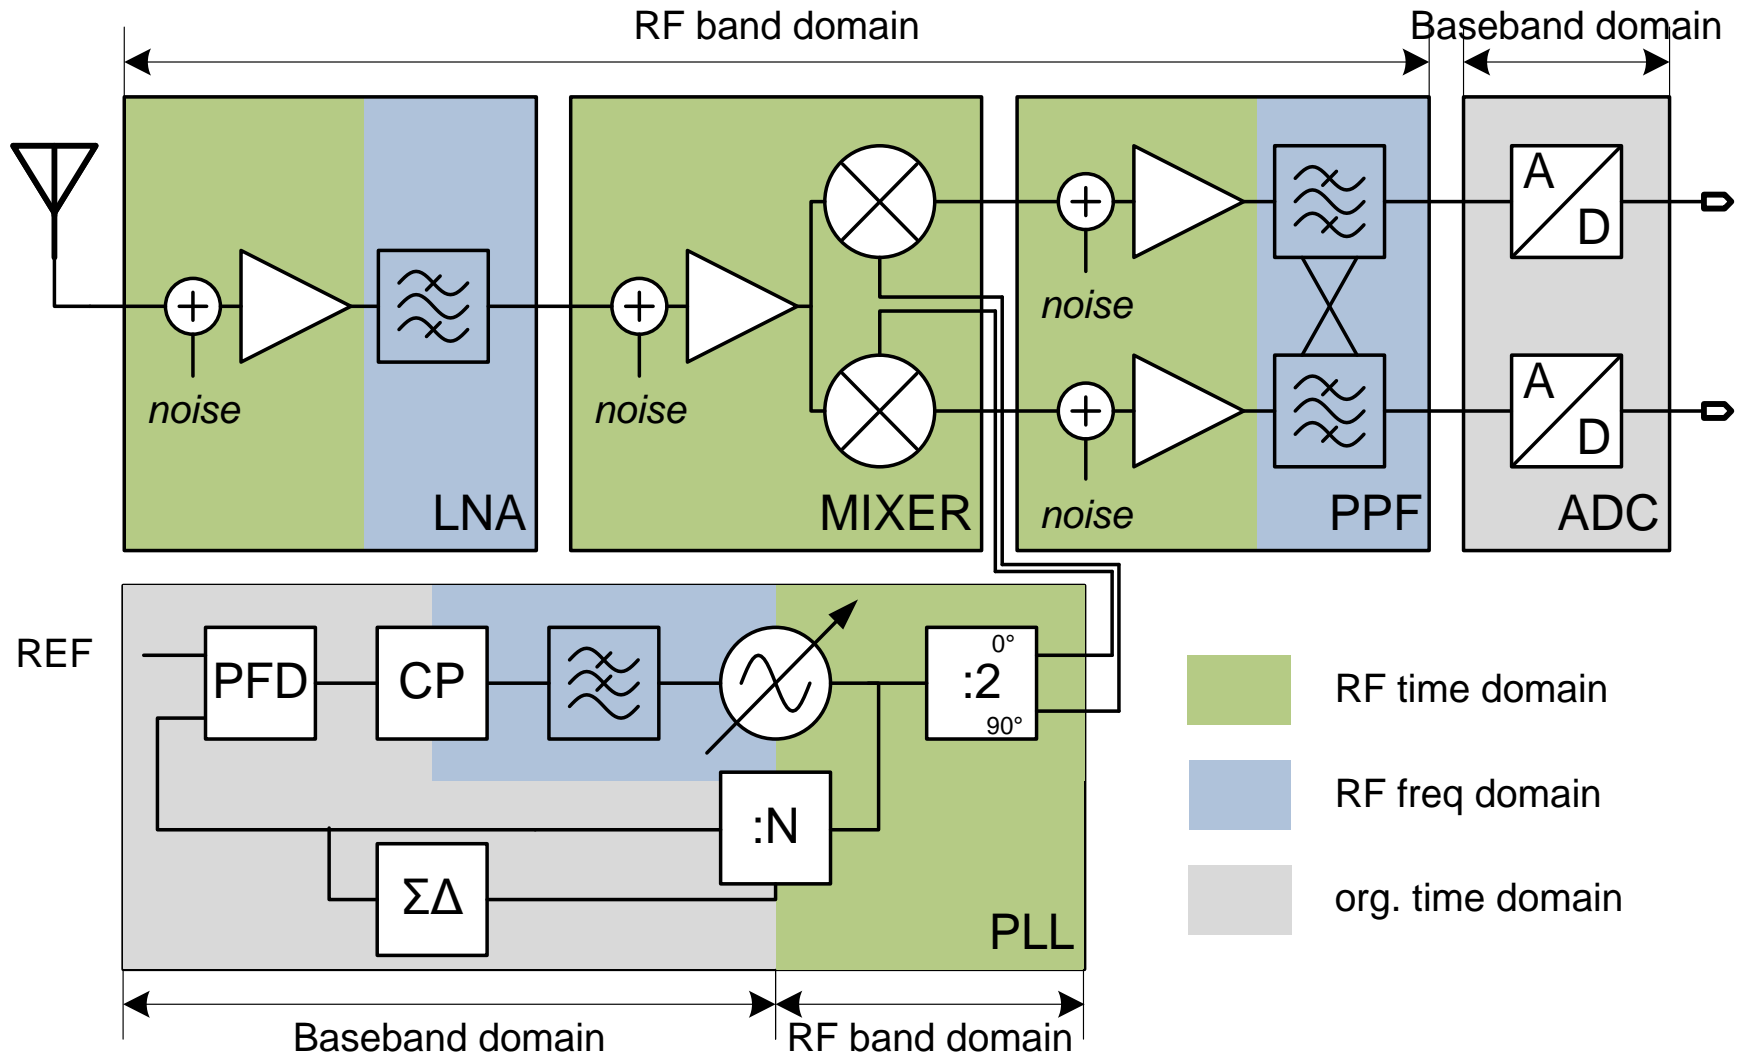 RF band domain
Baseband domain
noise
LNA
noise
MIXER
noise
noise
PPF
A
D
A
D
ADC
REF
PFD
CP
0°
:2
90°
:N
ΣΔ
PLL
RF time domain
RF freq domain
org. time domain
Baseband domain
RF band domain